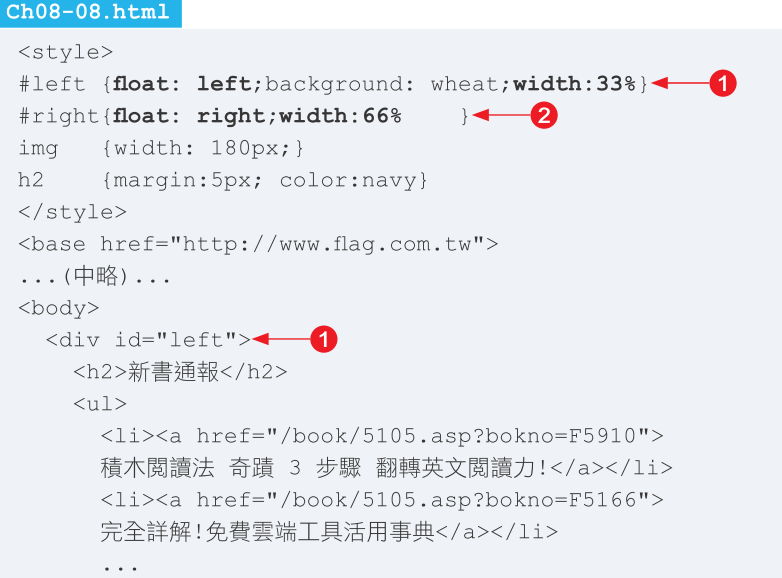 Ch08-08.html
<style>
#left {float: left;background: wheat;width:33%} 1
#right{float: right;width:66%    } 2
img   {width: 180px;}
h2    {margin:5px; color:navy}
</style>
<base href="http://www.flag.com.tw">
...(中略)...
<body>
  <div id="left"> 1
    <h2>新書通報</h2>
    <ul>
      <li><a href="/book/5105.asp?bokno=F5910">
      積木閱讀法 奇蹟 3 步驟 翻轉英文閱讀力!</a></li>
      <li><a href="/book/5105.asp?bokno=F5166">
      完全詳解!免費雲端工具活用事典</a></li>
      ...